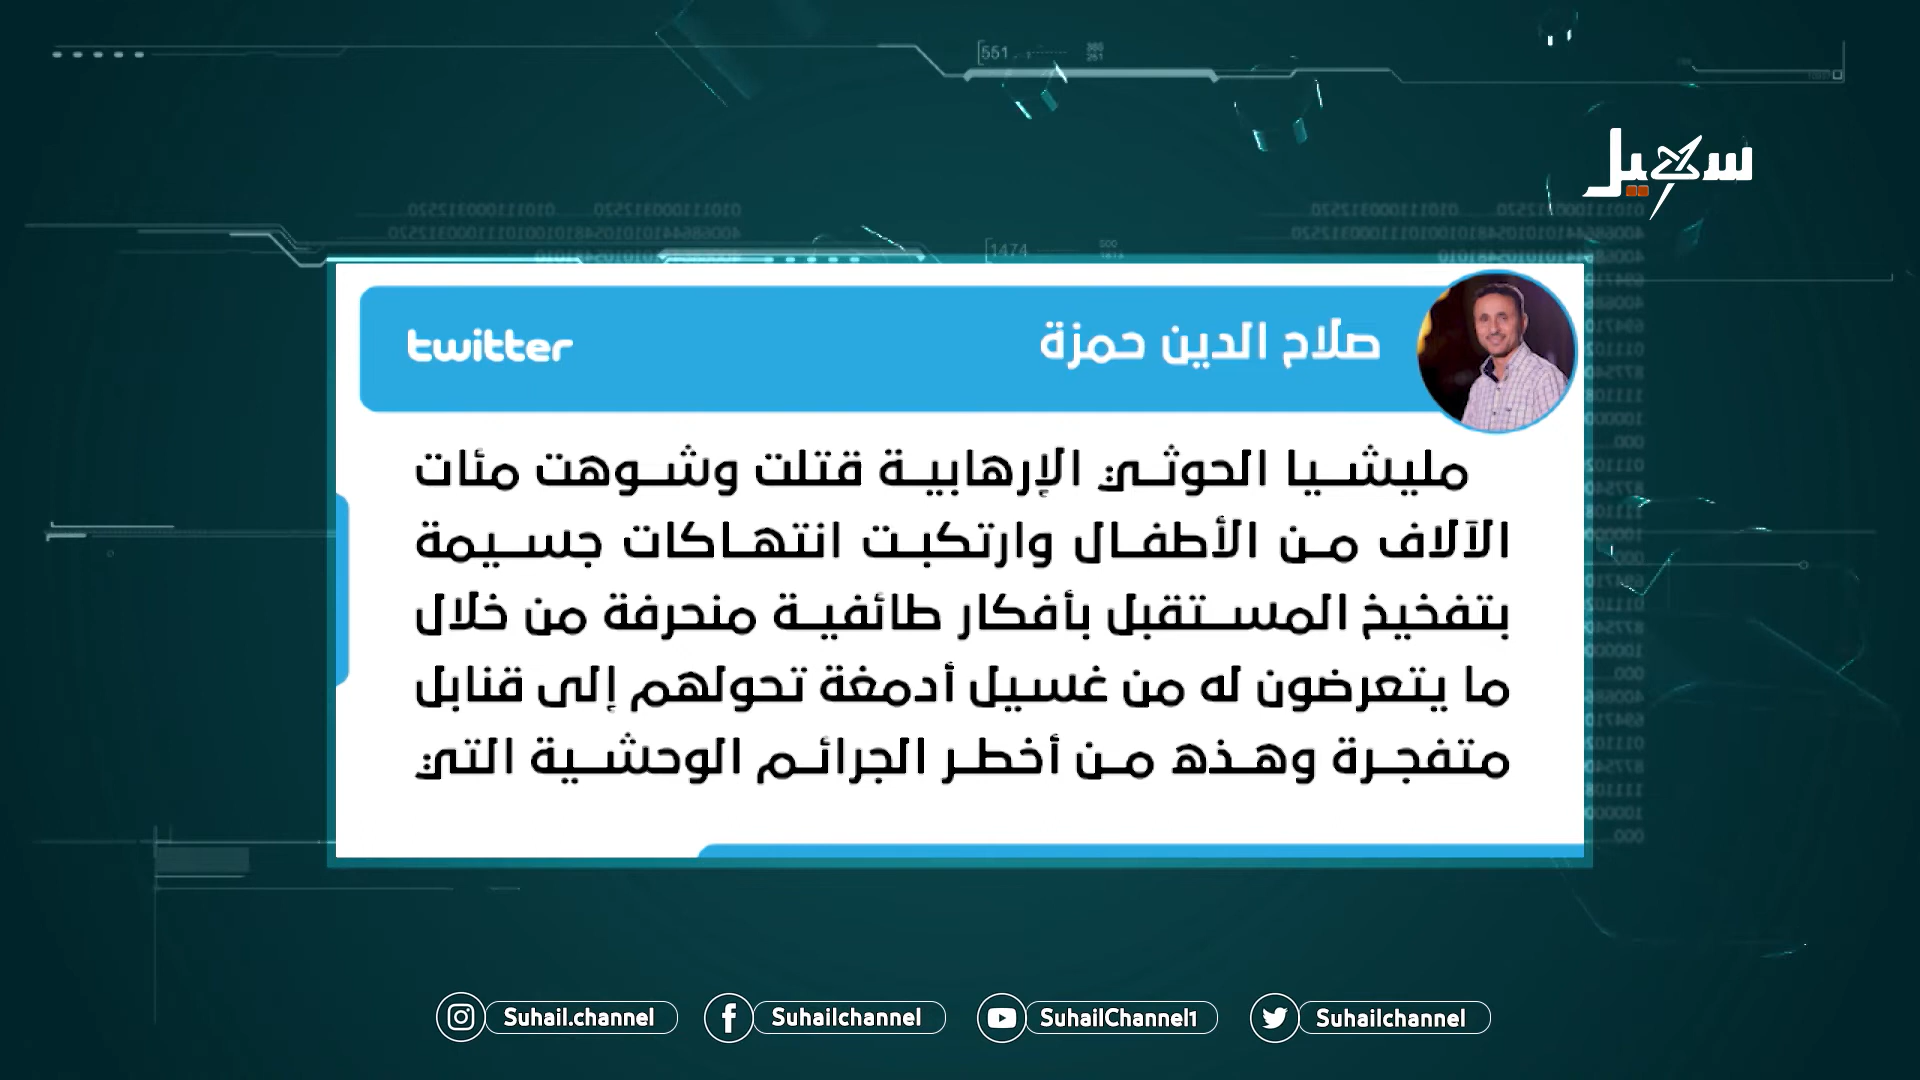 [551
سهيل
[1474
صلاح الدين حمزة
twitter
مليشيا الحوثي الإرهابية قتلت وشوهت مئات
الآلاف من الأطفال وارتكبت انتهاكات جسيمة
بتفخيخ المستقبل بأفكار طائفية منحرفة من خلال
ما يتعرضون له من غسيل أدمغة تحولهم إلى قنابل
متفجرة وهذه من أخطر الجرائم الوحشية التي
Suhail.channel
Suhailchannel
SuhailChannel1
Suhailchannel